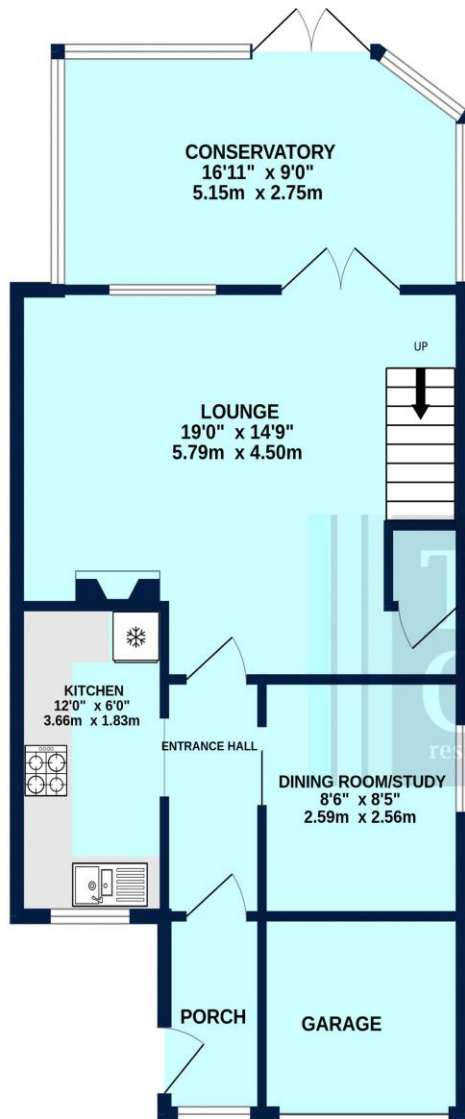 CONSERVATORY
16'11" x 9'0"
5.15m x 2.75m
UP
LOUNGE
19'0" x 14'9"
5.79m x 4.50m
KITCHEN
12'0" x 6'0"
3.66m x 1.83m
ENTRANCE HALL
DINING ROOM/STUDY
8'6" x 8'5"
2.59m x 2.56m
PORCH
GARAGE